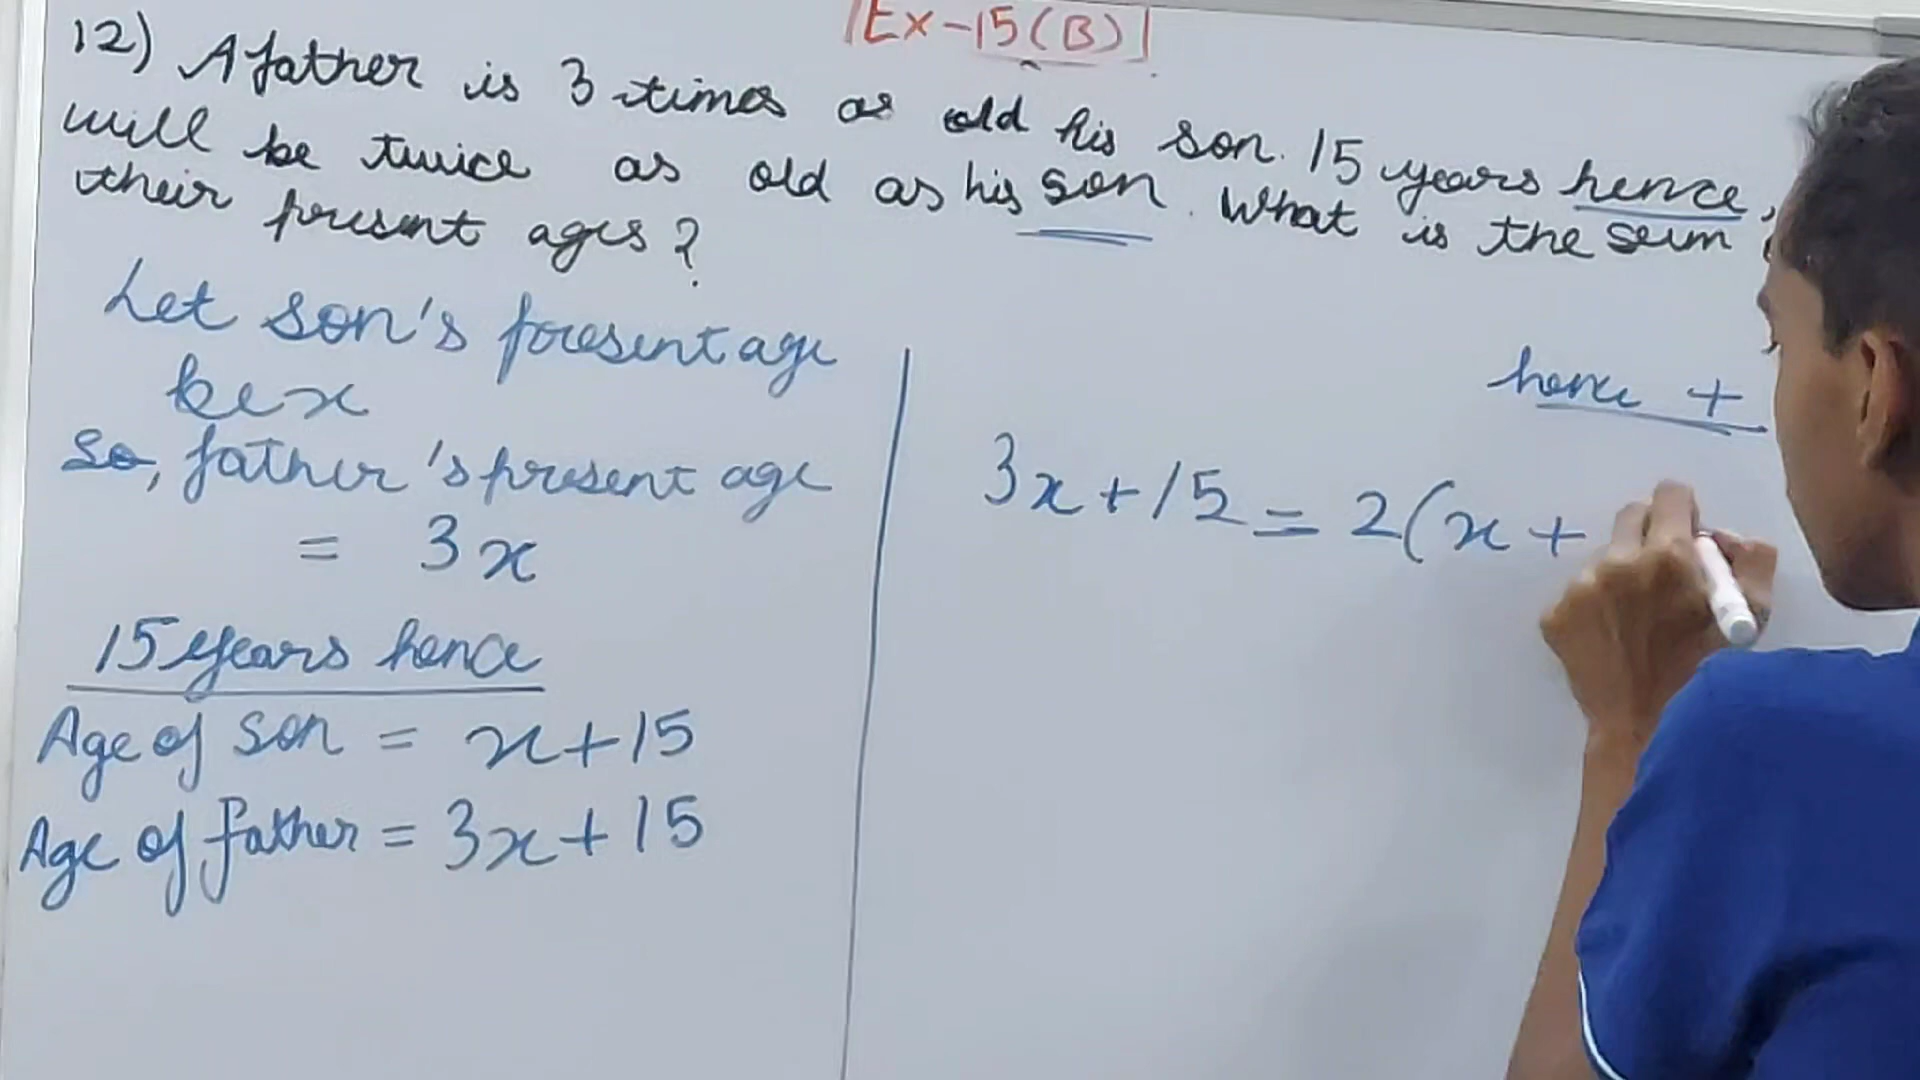 |Ex-15(B)|
12) A father is 3 times as old his son. 15 years hence,
will be twice as old as his son. What is the sum
their present ages?
Let son's present age
be x
So, father's present age
= 3x
15 years hence
Age of son = x+15
Age of father = 3x+15
hence +
3x+15 = 2(x+